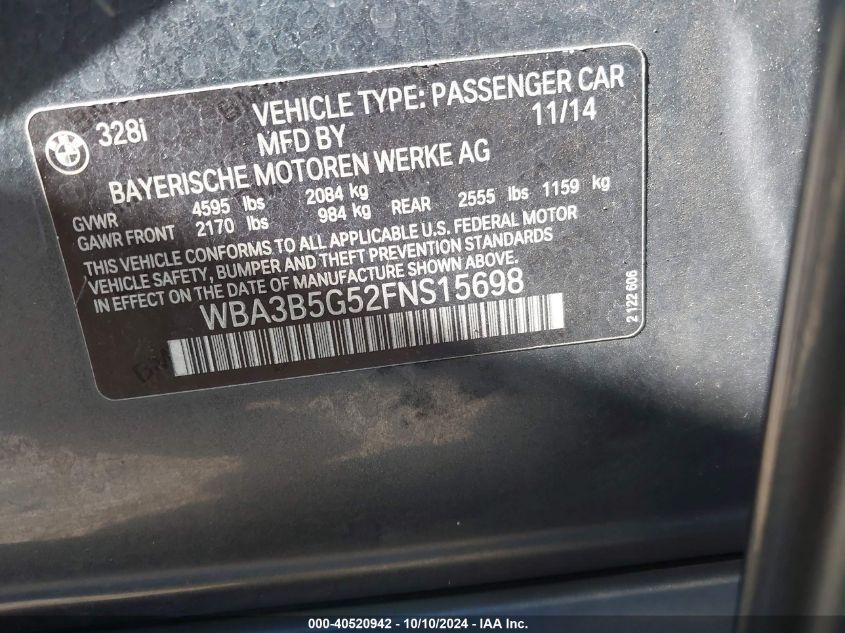 BMW
328i
VEHICLE TYPE: PASSENGER CAR
MFD BY 11/14
BAYERISCHE MOTOREN WERKE AG
GVWR 4595 lbs 2084 kg
GAWR FRONT 2170 lbs 984 kg REAR 2555 lbs 1159 kg
THIS VEHICLE CONFORMS TO ALL APPLICABLE U.S. FEDERAL MOTOR
VEHICLE SAFETY, BUMPER AND THEFT PREVENTION STANDARDS
IN EFFECT ON THE DATE OF MANUFACTURE SHOWN ABOVE.
WBA3B5G52FNS15698
2 122 606
000-40520942 - 10/10/2024 - IAA Inc.